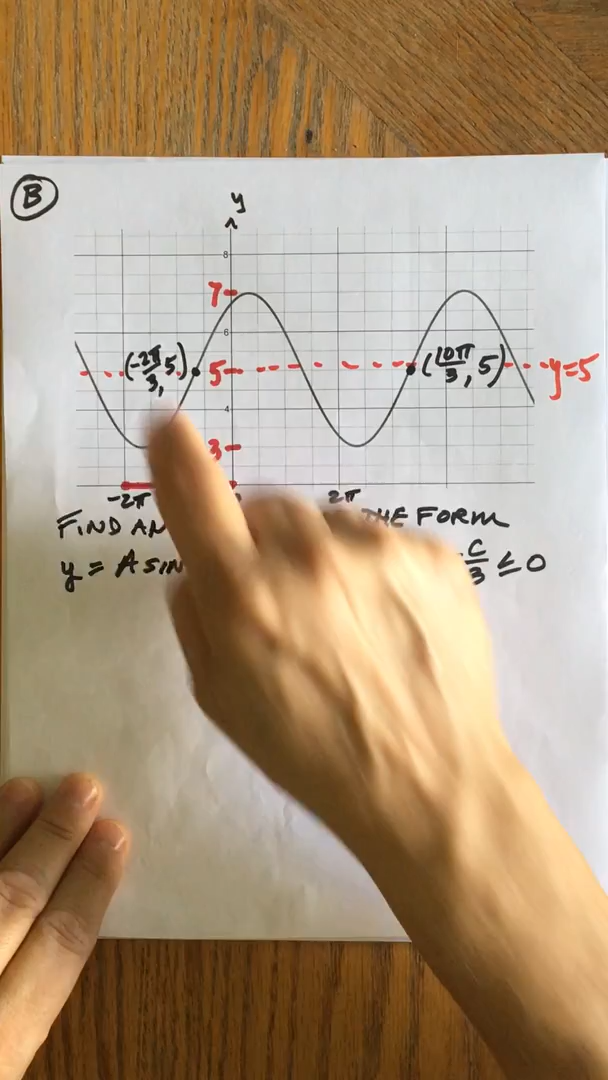 B
y
8
7
6
(-2π/3, 5)
5
(10π/3, 5)
y=5
4
3
-2π
2π
FIND AN THE FORM
y = A SIN C/3 ≤ 0